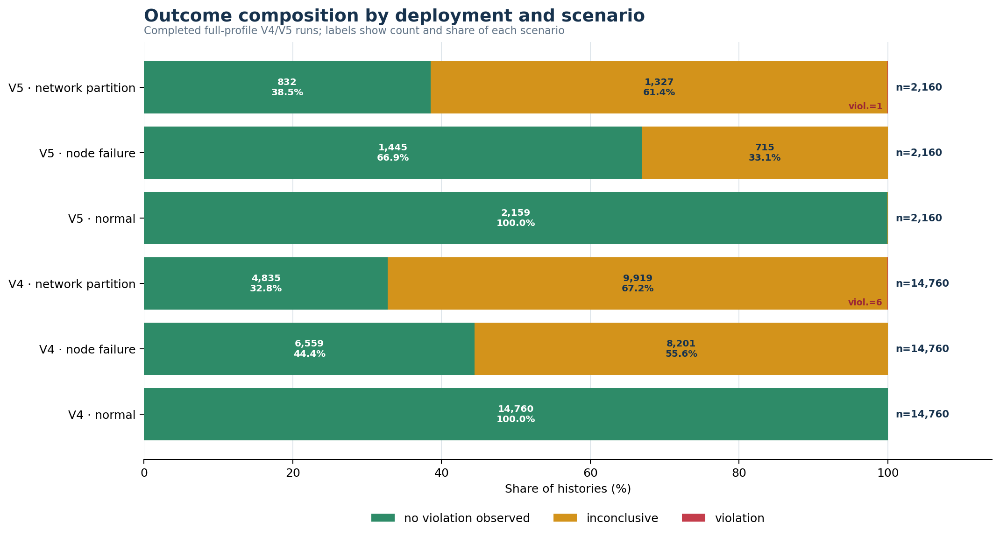 Outcome composition by deployment and scenario
Completed full-profile V4/V5 runs; labels show count and share of each scenario
V5 · network partition
832
38.5%
1,327
61.4%
viol.=1
n=2,160
V5 · node failure
1,445
66.9%
715
33.1%
n=2,160
V5 · normal
2,159
100.0%
n=2,160
V4 · network partition
4,835
32.8%
9,919
67.2%
viol.=6
n=14,760
V4 · node failure
6,559
44.4%
8,201
55.6%
n=14,760
V4 · normal
14,760
100.0%
n=14,760
0 20 40 60 80 100
Share of histories (%)
no violation observed inconclusive violation